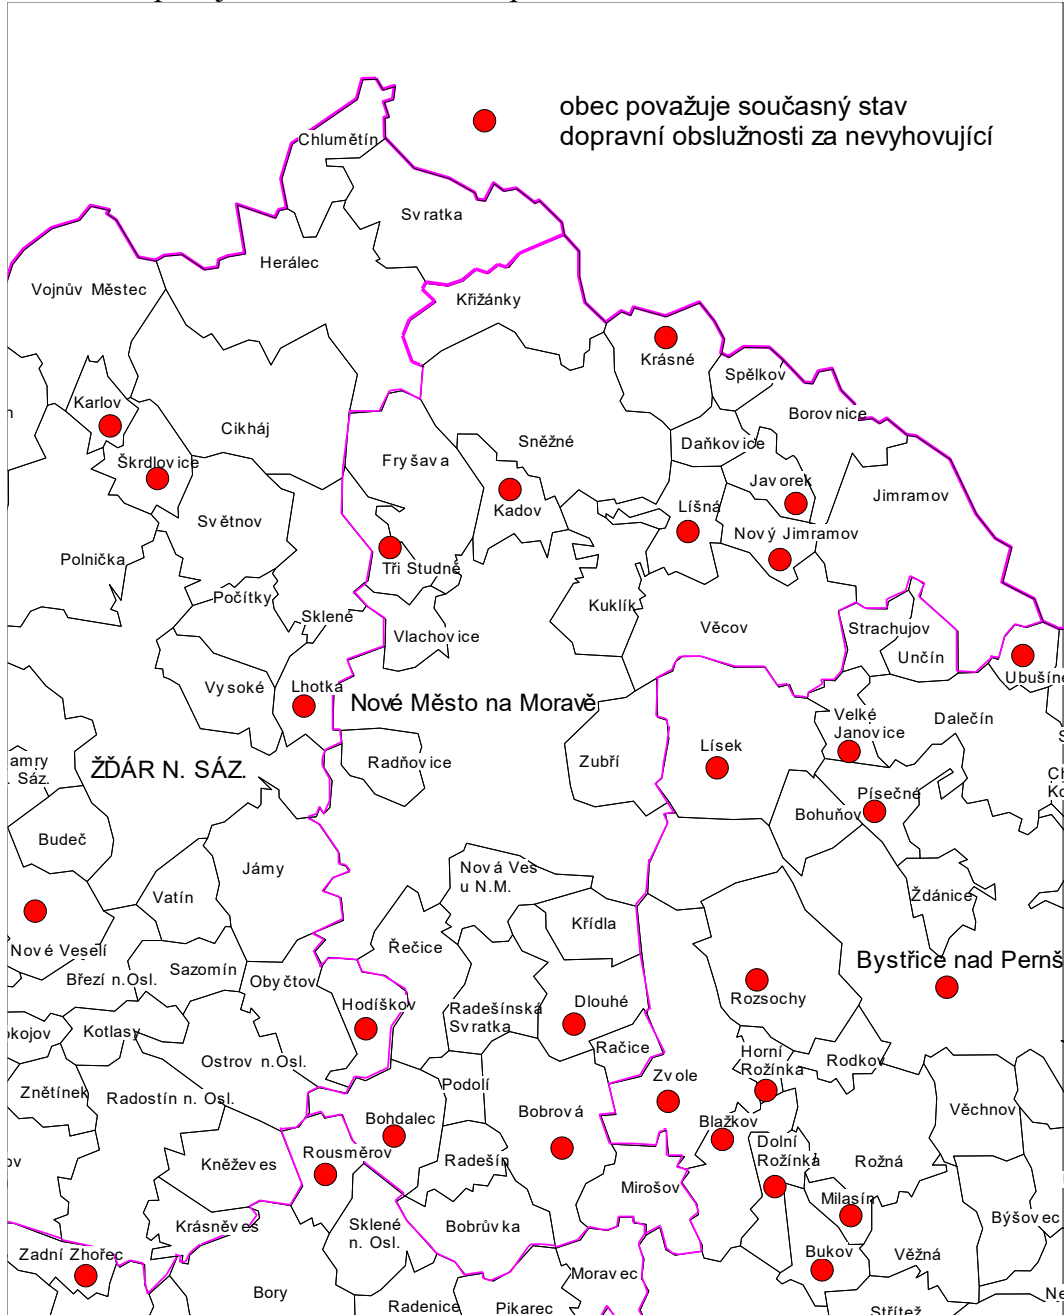 obec považuje současný stav
dopravní obslužnosti za nevyhovující
Chlumětín
Svratka
Herálec
Vojnův Městec
Křižánky
Krásné
Spělkov
Karlov
Borovnice
Cikháj
Sněžné
Daňkovice
Škrdlovice
Fryšava
Javorek
Jimramov
Kadov
Líšná
Světnov
Nový Jimramov
Polnička
Tři Studně
Počítky
Kuklík
Sklené
Vlachovice
Věcov
Strachujov
Unčín
Ubušíne
Vysoké
Lhotka
Nové Město na Moravě
Velké
Janovice
Dalečín
Lísek
Radňovice
Zubří
amry
. Sáz.
ŽĎÁR N. SÁZ.
Písečné
Bohuňov
Budeč
Jámy
Nová Ves
u N.M.
Vatín
Ždánice
Křídla
Nové Veselí
Řečice
Bystřice nad Pernš
Sazomín
Březí n.Osl.
Obyčtov
Hodíškov
Radešínská
Svratka
Dlouhé
Rozsochy
okojov
Kotlasy
Račice
Horní
Rožínka
Rodkov
Ostrov n.Osl.
Znětínek
Radostín n. Osl.
Podolí
Zvole
Bobrová
Věchnov
Bohdalec
Blažkov
Dolní
Rožínka
Rousměrov
Kněževes
Radešín
Rožná
ov
Mirošov
Milasín
Krásněves
Sklené
n. Osl.
Bobrůvka
Býšovec
Zadní Zhořec
Bukov
Věžná
Moravec
Bory
Radenice
Pikarec
Střítež